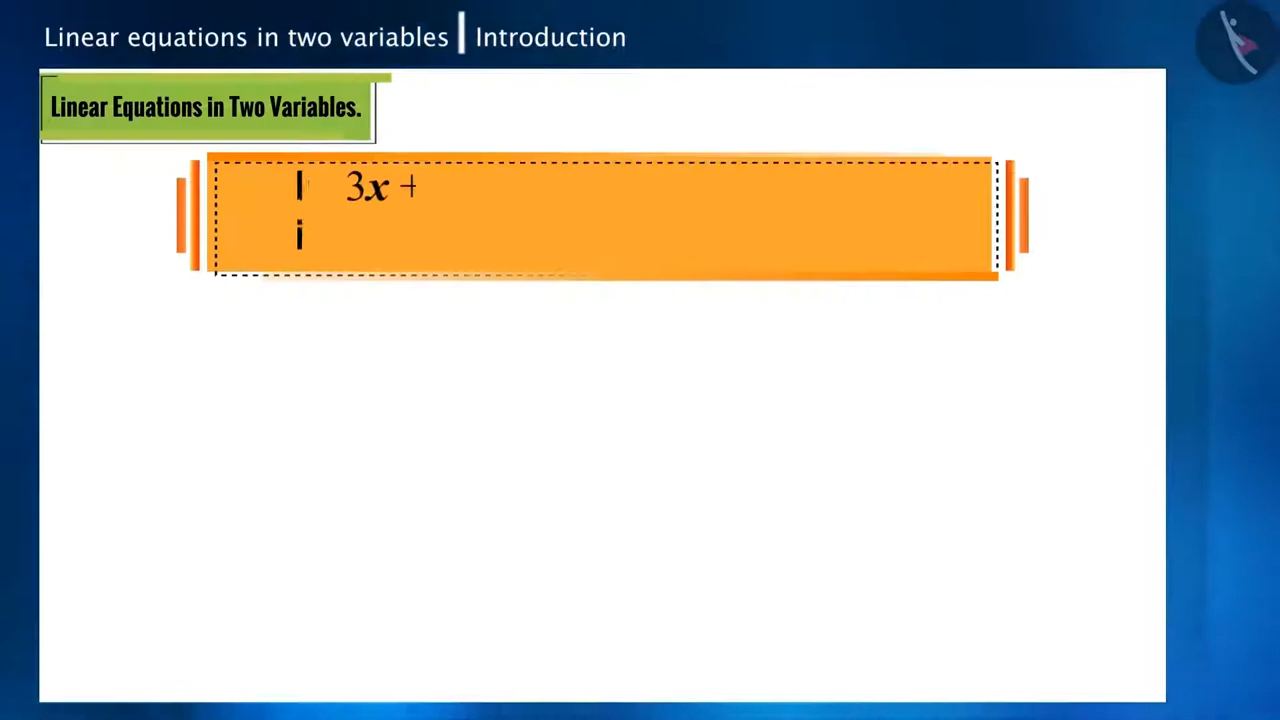 Linear equations in two variables | Introduction
Linear Equations in Two Variables.
I 3x +
i